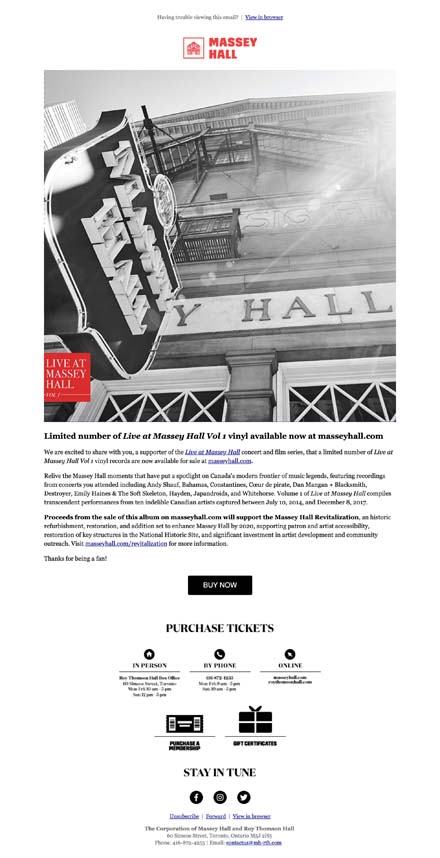 Having trouble viewing this email? | View in browser
MASSEY
HALL
MASSEY HALL
Y HALL
LIVE AT
MASSEY
HALL
VOL 1
Limited number of Live at Massey Hall Vol 1 vinyl available now at masseyhall.com
We are excited to share with you, a supporter of the Live at Massey Hall concert and film series, that a limited number of Live at
Massey Hall Vol 1 vinyl records are now available for sale at masseyhall.com.
Relive the Massey Hall moments that have put a spotlight on Canada's modern frontier of music legends, featuring recordings
from concerts you attended including Andy Shauf, Bahamas, Constantines, Cœur de pirate, Dan Mangan + Blacksmith,
Destroyer, Emily Haines & The Soft Skeleton, Hayden, Japandroids, and Whitehorse. Volume 1 of Live at Massey Hall compiles
transcendent performances from ten indelible Canadian artists captured between July 10, 2014, and December 8, 2017.
Proceeds from the sale of this album on masseyhall.com will support the Massey Hall Revitalization, an historic
refurbishment, restoration, and addition set to enhance Massey Hall by 2020, supporting patron and artist accessibility,
restoration of key structures in the National Historic Site, and significant investment in artist development and community
outreach. Visit masseyhall.com/revitalization for more information.
Thanks for being a fan!
BUY NOW
PURCHASE TICKETS
IN PERSON BY PHONE ONLINE
Roy Thomson Hall Box Office 416-872-4255 masseyhall.com
60 Simcoe Street, Toronto roythomsonhall.com
PURCHASE &
MEMBERSHIP
GIFT CERTIFICATES
STAY IN TUNE
Unsubscribe | Forward | View in browser
The Corporation of Massey Hall and Roy Thomson Hall
60 Simcoe Street, Toronto, Ontario M5J 2H5
Phone: 416-872-4255 | Email: contactus@mh-rth.com